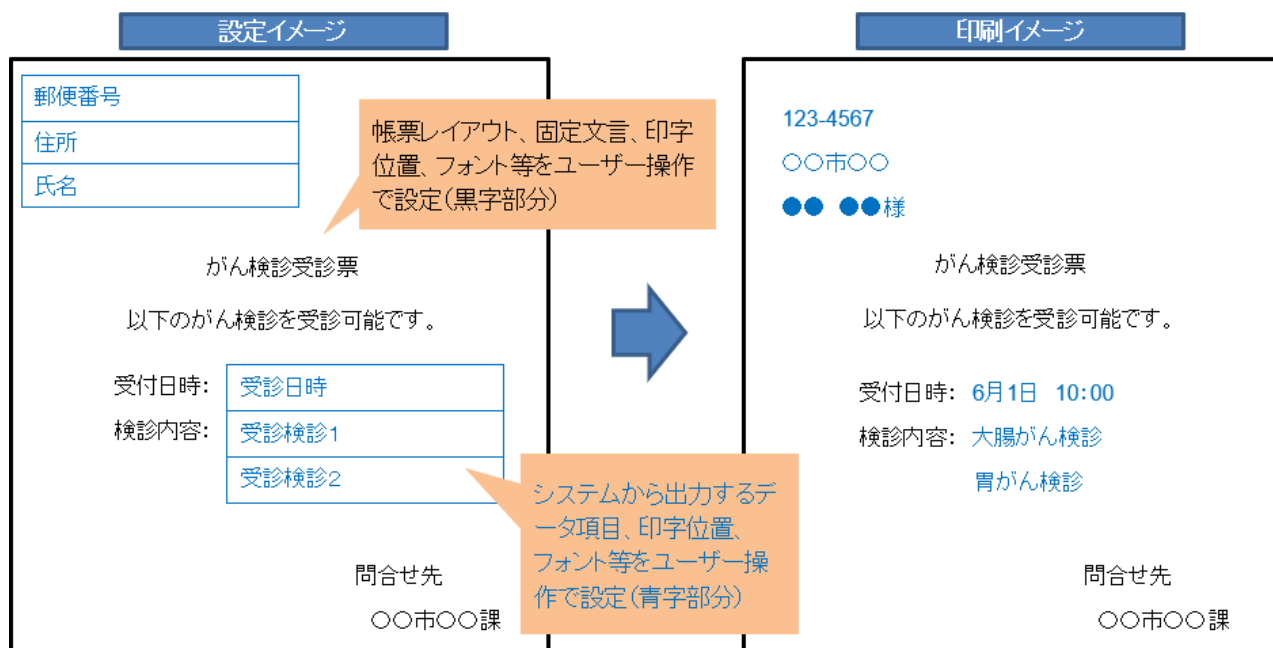 設定イメージ
郵便番号
住所
氏名
帳票レイアウト、固定文言、印字
位置、フォント等をユーザー操作
で設定(黒字部分)
がん検診受診票
以下のがん検診を受診可能です。
受付日時:
受診日時
検診内容:
受診検診1
受診検診2
システムから出力するデ
ータ項目、印字位置、
フォント等をユーザー操
作で設定(青字部分)
問合せ先
○○市○○課
印刷イメージ
123-4567
○○市○○
●● ●●様
がん検診受診票
以下のがん検診を受診可能です。
受付日時: 6月1日 10:00
検診内容: 大腸がん検診
胃がん検診
問合せ先
○○市○○課